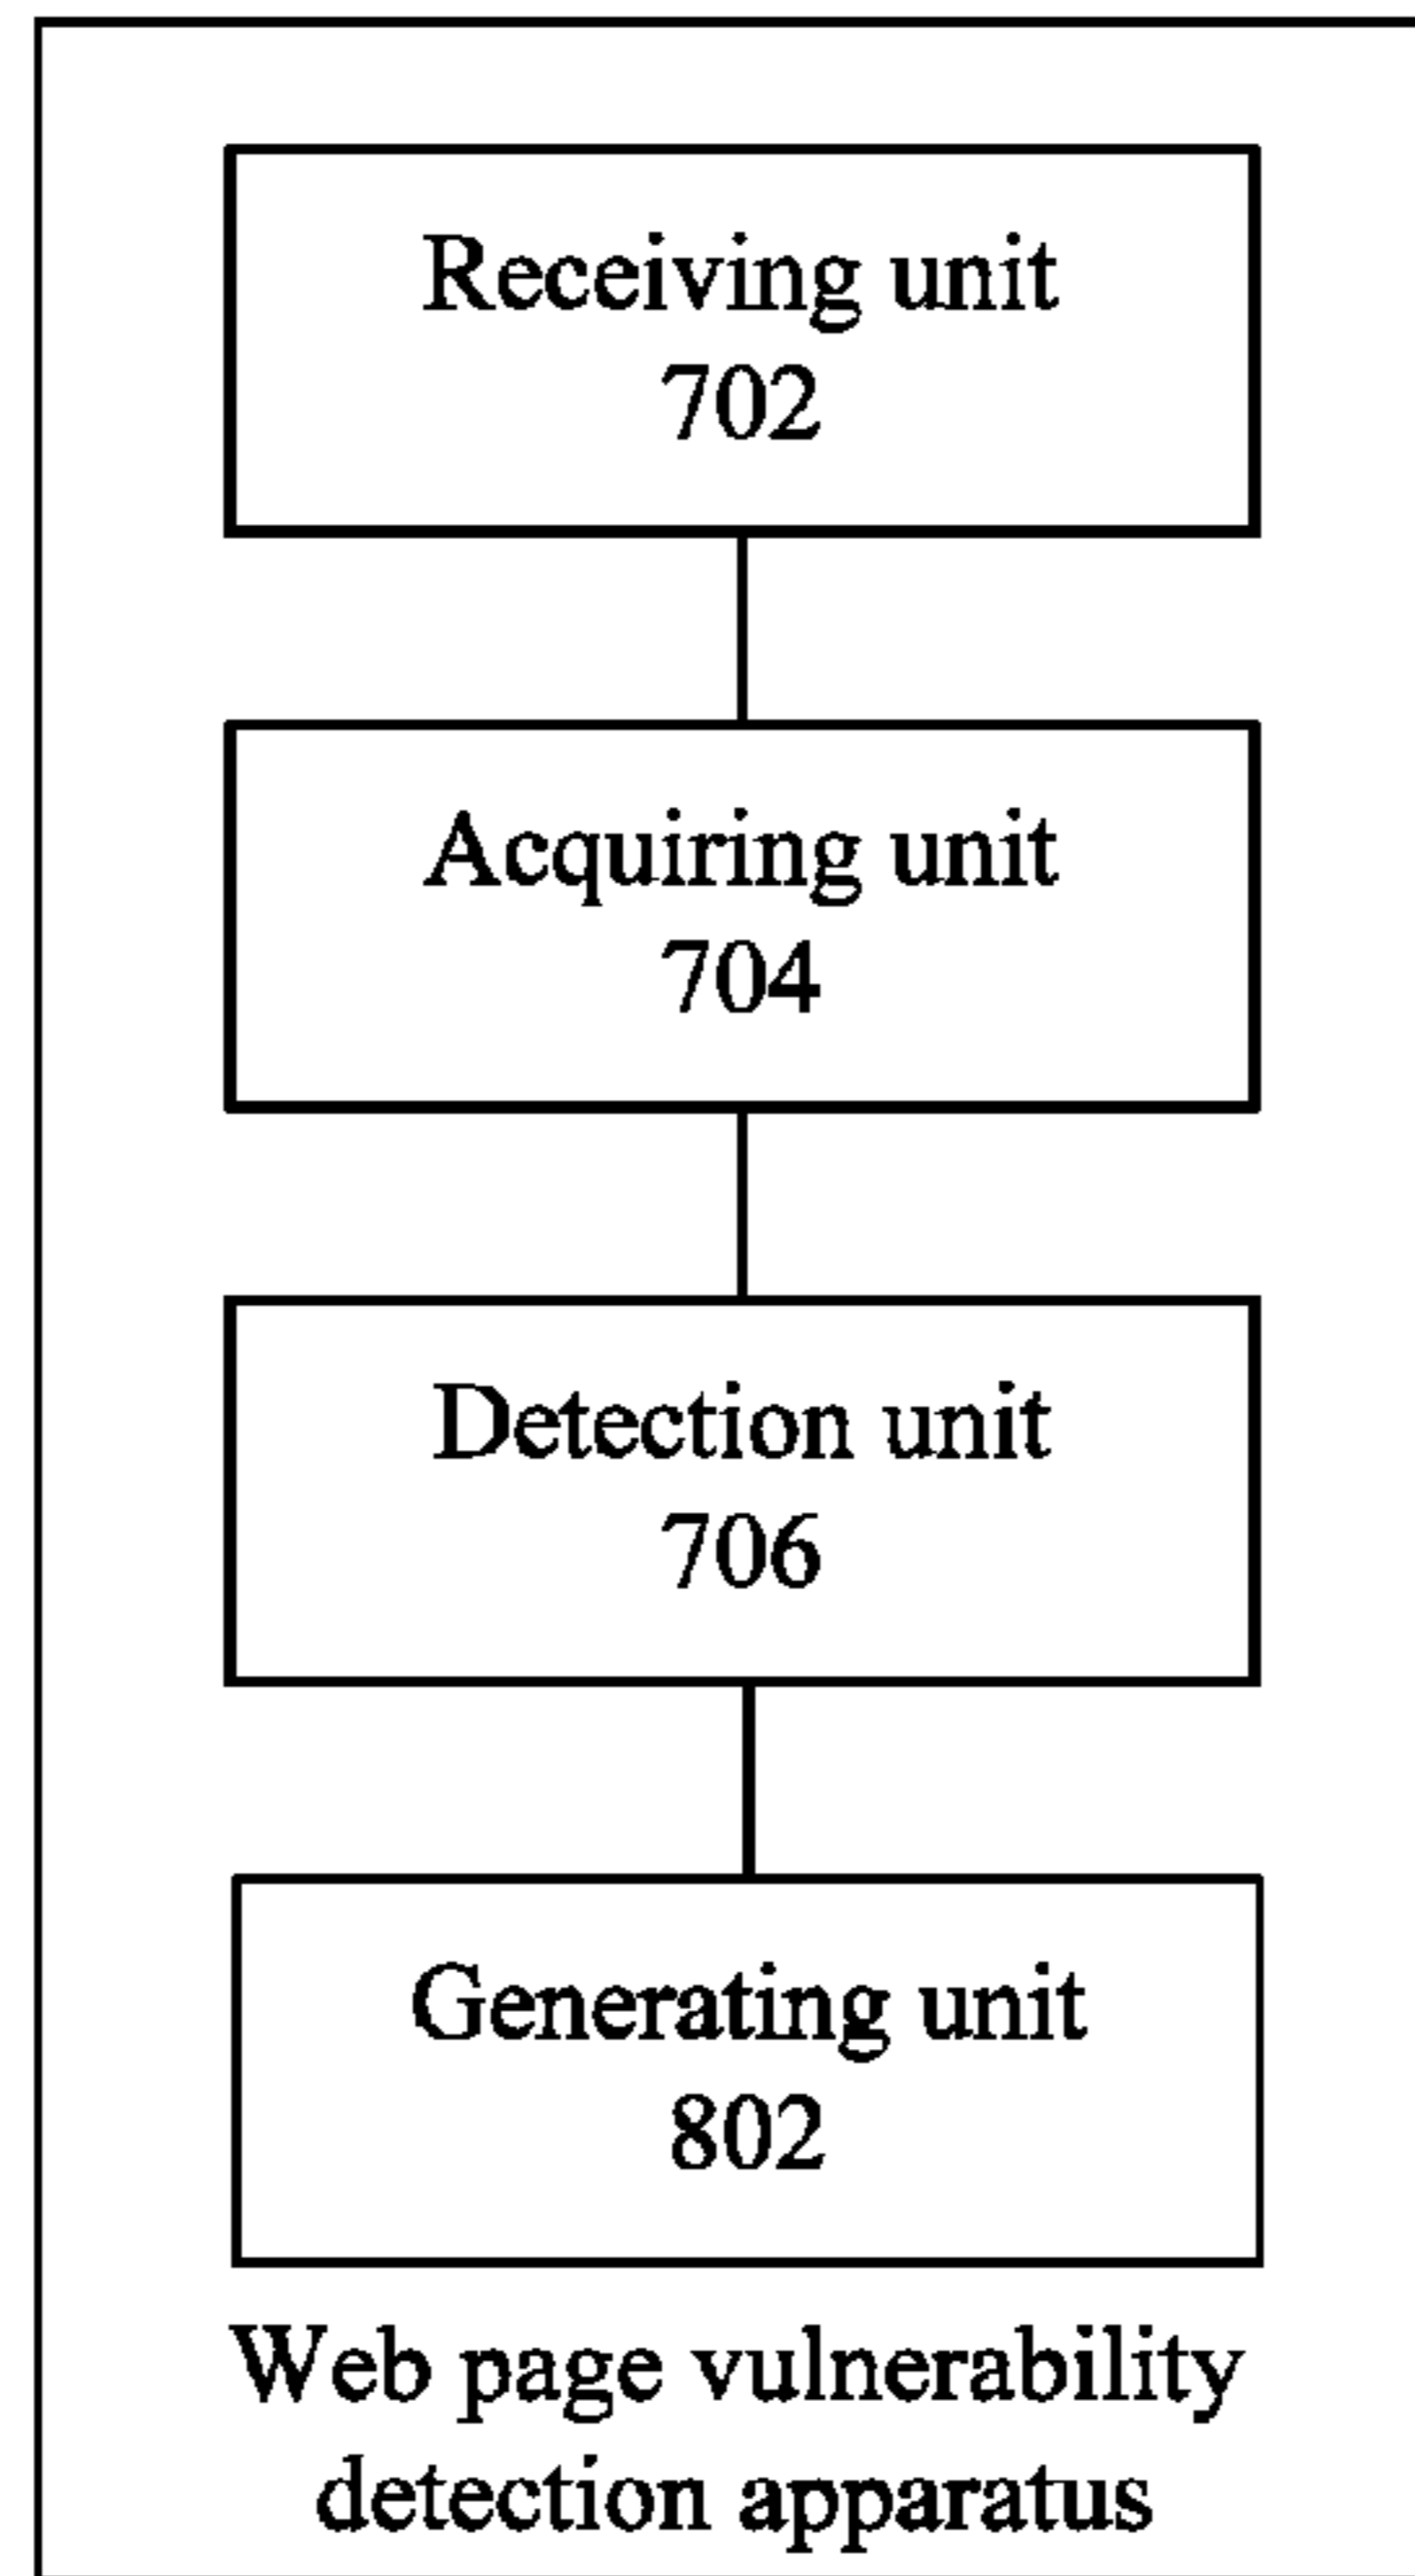 Receiving unit
702
Acquiring unit
704
Detection unit
706
Generating unit
802
Web page vulnerability
detection apparatus